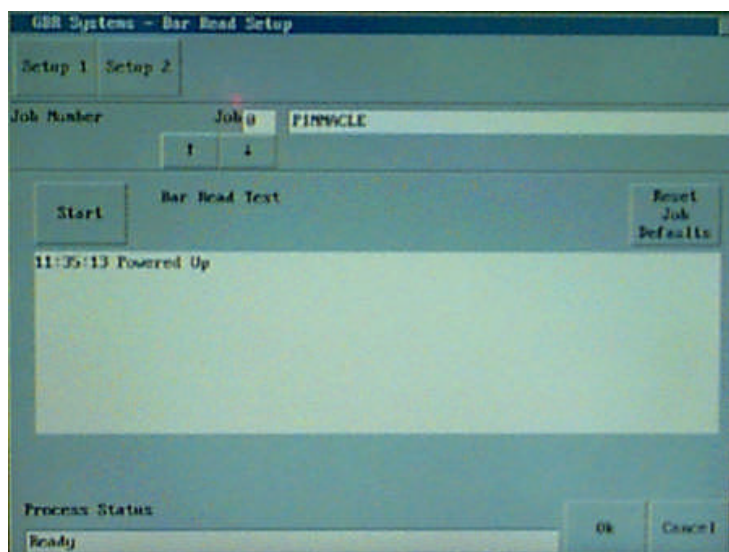 GBR Systems - Bar Read Setup
Setup 1 Setup 2
Job Number Job 0 PINNACLE
↑ ↓
Start Bar Read Text Reset Job Defaults
11:35:13 Powered Up
Process Status
Ready
Ok Cancel